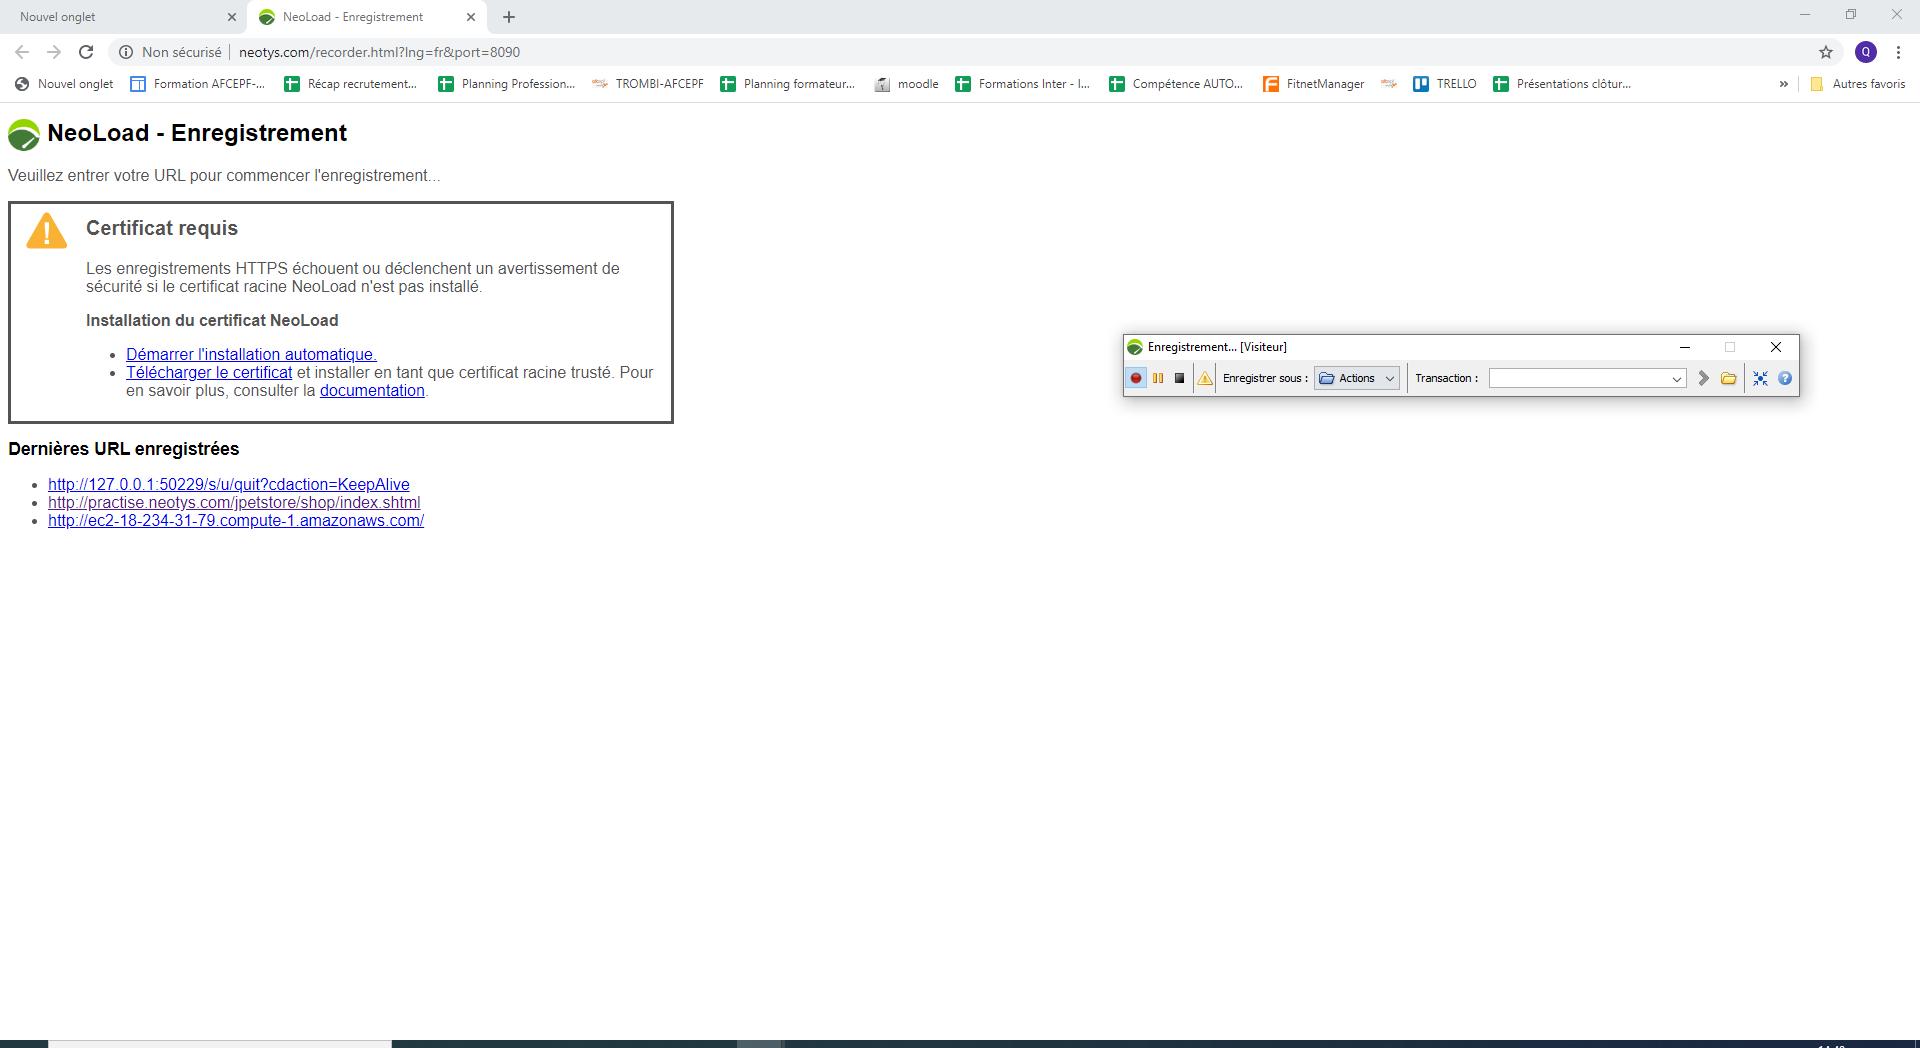 Nouvel onglet
NeoLoad - Enregistrement
Non sécurisé | neotys.com/recorder.html?lng=fr&port=8090
Q
Nouvel onglet
Formation AFCEPF-...
Récap recrutement...
Planning Profession...
TROMBI-AFCEPF
Planning formateur...
moodle
Formations Inter - I...
Compétence AUTO...
FitnetManager
TRELLO
Présentations clôtur...
»
Autres favoris
NeoLoad - Enregistrement
Veuillez entrer votre URL pour commencer l'enregistrement...
Certificat requis
Les enregistrements HTTPS échouent ou déclenchent un avertissement de
sécurité si le certificat racine NeoLoad n'est pas installé.
Installation du certificat NeoLoad
• Démarrer l'installation automatique.
• Télécharger le certificat et installer en tant que certificat racine trusté. Pour
en savoir plus, consulter la documentation.
Enregistrement... [Visiteur]
Enregistrer sous : Actions Transaction :
Dernières URL enregistrées
• http://127.0.0.1:50229/s/u/quit?cdaction=KeepAlive
• http://practise.neotys.com/jpetstore/shop/index.shtml
• http://ec2-18-234-31-79.compute-1.amazonaws.com/